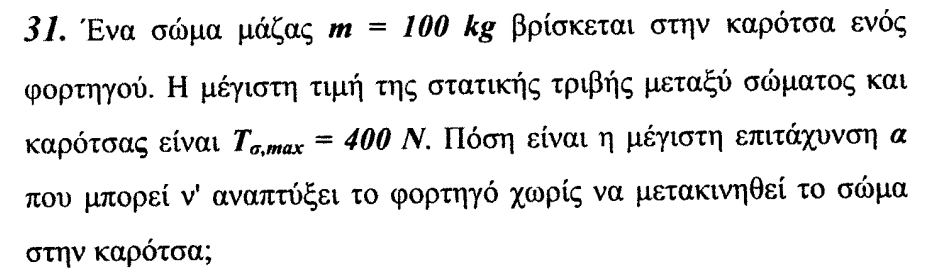 31. Ένα σώμα μάζας m = 100 kg βρίσκεται στην καρότσα ενός
φορτηγού. Η μέγιστη τιμή της στατικής τριβής μεταξύ σώματος και
καρότσας είναι Tσ,max = 400 N. Πόση είναι η μέγιστη επιτάχυνση α
που μπορεί ν' αναπτύξει το φορτηγό χωρίς να μετακινηθεί το σώμα
στην καρότσα;